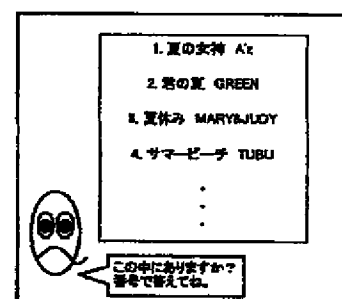 1. 夏の女神 A'z
2. 君の夏 GREEN
3. 夏休み MARY&JUDY
4. サマービーチ TUBU
・
・
・
この中にありますか?
番号で答えてね。